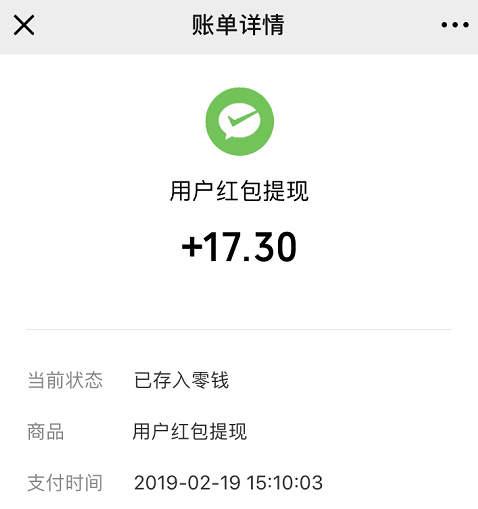 账单详情
用户红包提现
+17.30
当前状态 已存入零钱
商品 用户红包提现
支付时间 2019-02-19 15:10:03